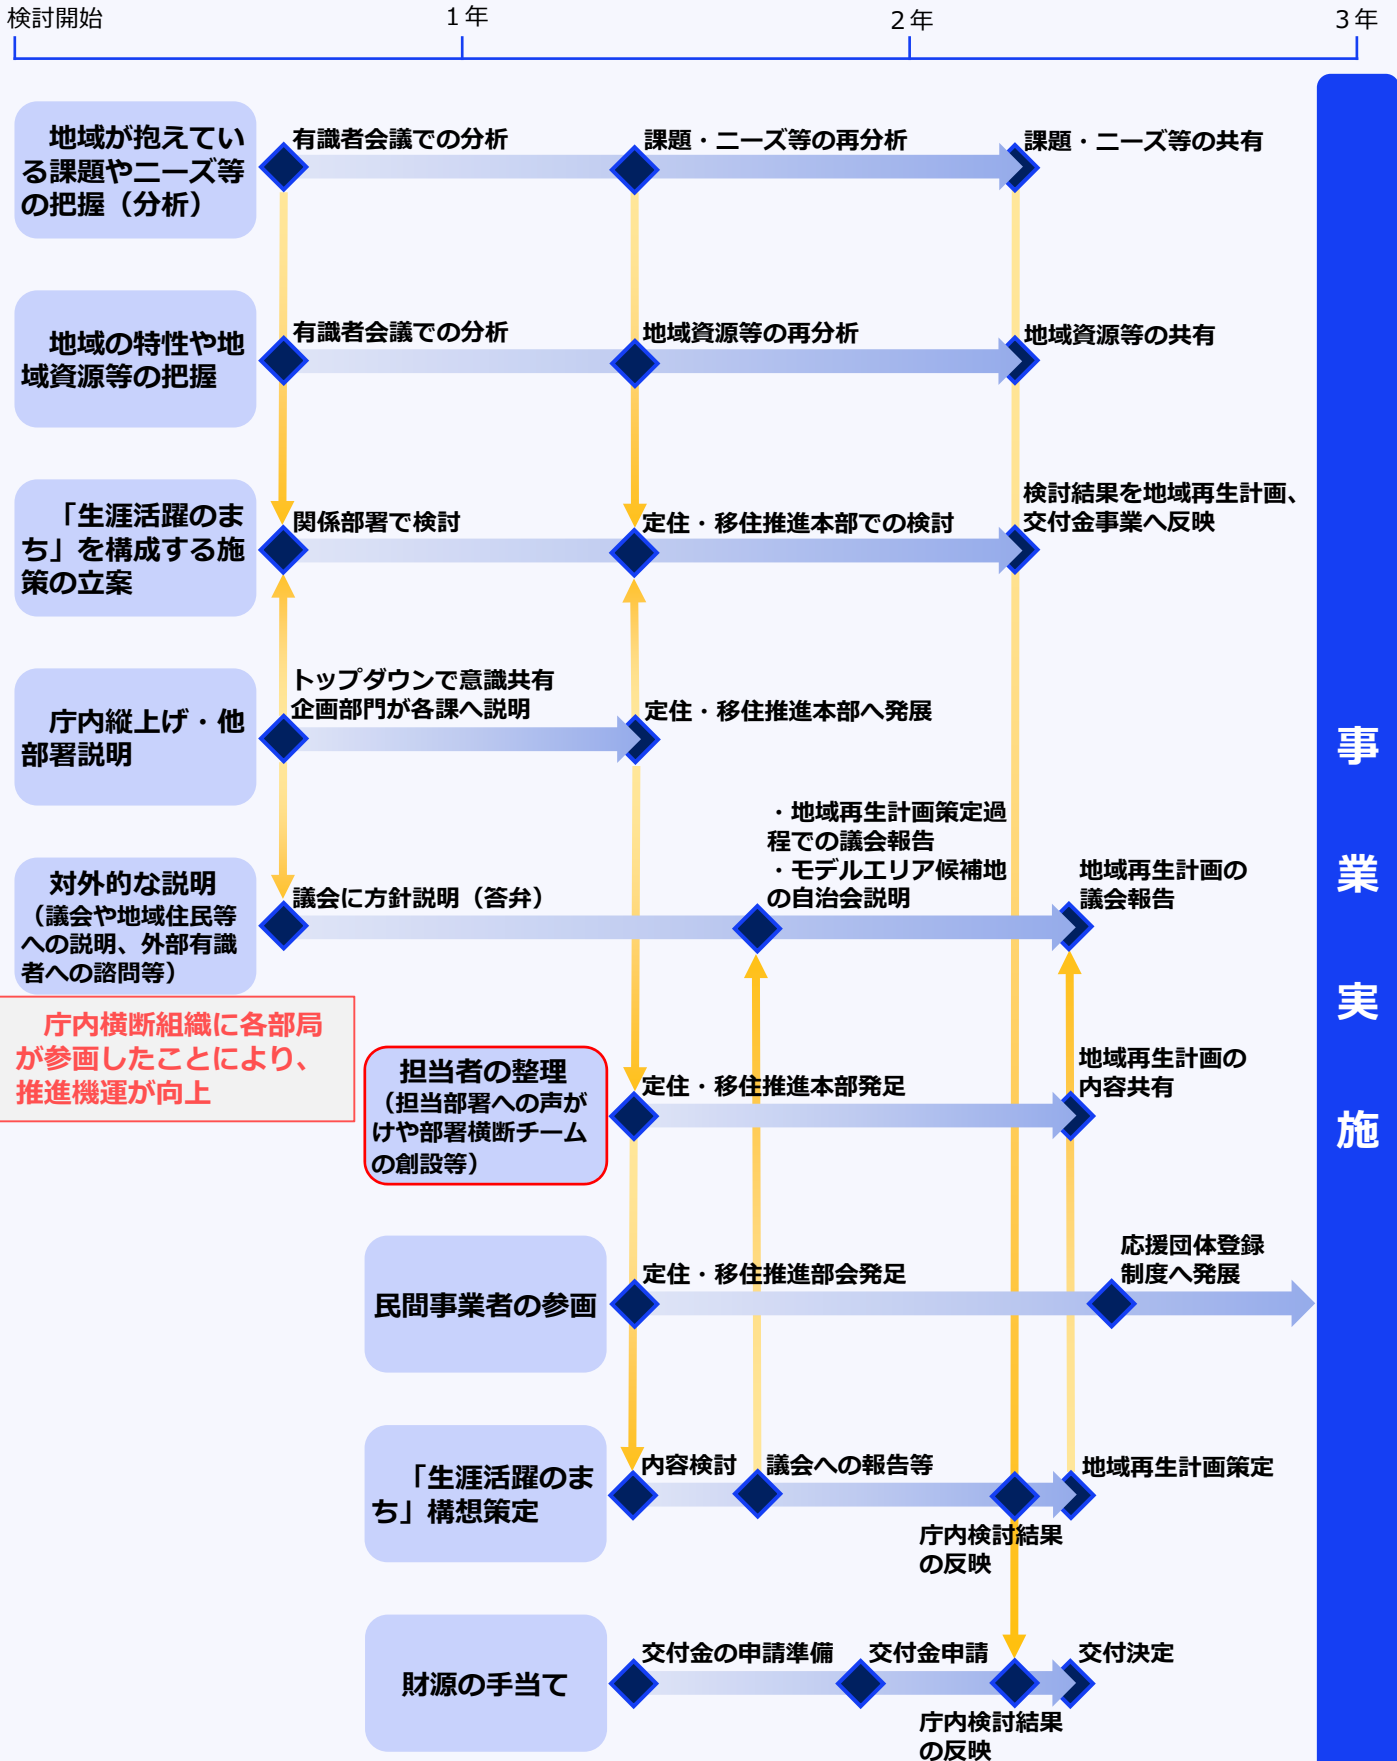 検討開始
1年
2年
3年
地域が抱えてい
る課題やニーズ等
の把握（分析）
有識者会議での分析
課題・ニーズ等の再分析
課題・ニーズ等の共有
地域の特性や地
域資源等の把握
有識者会議での分析
地域資源等の再分析
地域資源等の共有
「生涯活躍のま
ち」を構成する施
策の立案
関係部署で検討
定住・移住推進本部での検討
検討結果を地域再生計画、
交付金事業へ反映
庁内縦上げ・他
部署説明
トップダウンで意識共有
企画部門が各課へ説明
定住・移住推進本部へ発展
対外的な説明
（議会や地域住民等
への説明、外部有識
者への諮問等）
議会に方針説明（答弁）
・地域再生計画策定過
程での議会報告
・モデルエリア候補地
の自治会説明
地域再生計画の
議会報告
庁内横断組織に各部局
が参画したことにより、
推進機運が向上
担当者の整理
（担当部署への声が
けや部署横断チーム
の創設等）
定住・移住推進本部発足
地域再生計画の
内容共有
民間事業者の参画
定住・移住推進部会発足
応援団体登録
制度へ発展
「生涯活躍のま
ち」構想策定
内容検討
議会への報告等
庁内検討結果
の反映
地域再生計画策定
財源の手当て
交付金の申請準備
交付金申請
庁内検討結果
の反映
交付決定
事
業
実
施